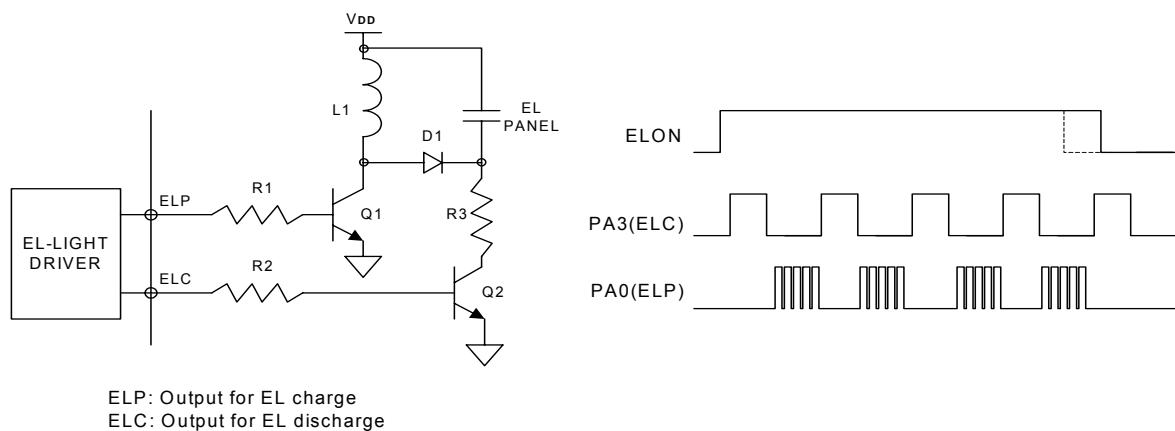 VDD
L1
EL
PANEL
D1
ELP
R1
Q1
R3
EL-LIGHT
DRIVER
ELC
R2
Q2
ELP: Output for EL charge
ELC: Output for EL discharge
ELON
PA3(ELC)
PA0(ELP)